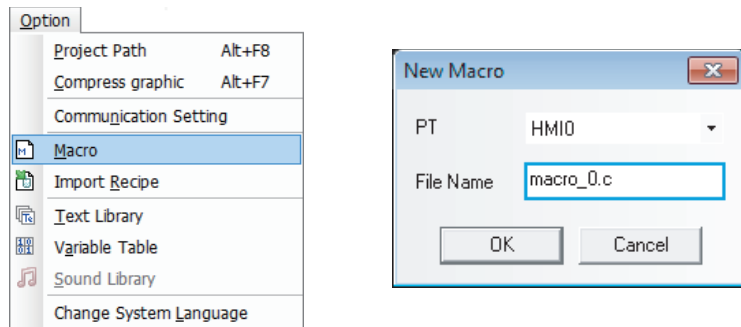 Option
Project Path Alt+F8
Compress graphic Alt+F7
Communication Setting
Macro
Import Recipe
Text Library
Variable Table
Sound Library
Change System Language
New Macro
PT HMI0
File Name macro_0.c
OK Cancel